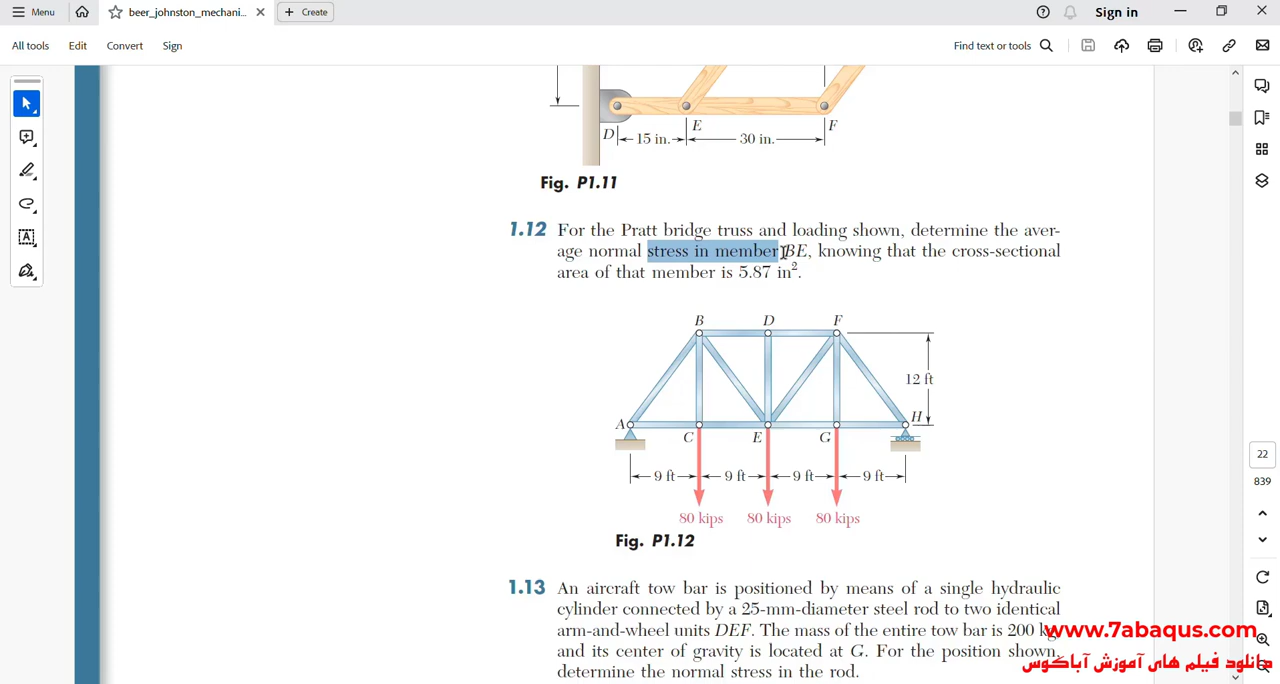 Menu
beer_johnston_mechani...
Create
Sign in
All tools
Edit
Convert
Sign
Find text or tools
D
15 in.
E
30 in.
F
Fig. P1.11
1.12 For the Pratt bridge truss and loading shown, determine the aver-
age normal stress in member BE, knowing that the cross-sectional
area of that member is 5.87 in².
B
D
F
12 ft
A
C
E
G
H
9 ft
9 ft
9 ft
9 ft
80 kips
80 kips
80 kips
Fig. P1.12
22
839
1.13 An aircraft tow bar is positioned by means of a single hydraulic
cylinder connected by a 25-mm-diameter steel rod to two identical
arm-and-wheel units DEF. The mass of the entire tow bar is 200 kg,
and its center of gravity is located at G. For the position shown,
determine the normal stress in the rod.
www.7abaqus.com
دانلود فیلم های آموزش آباکوس